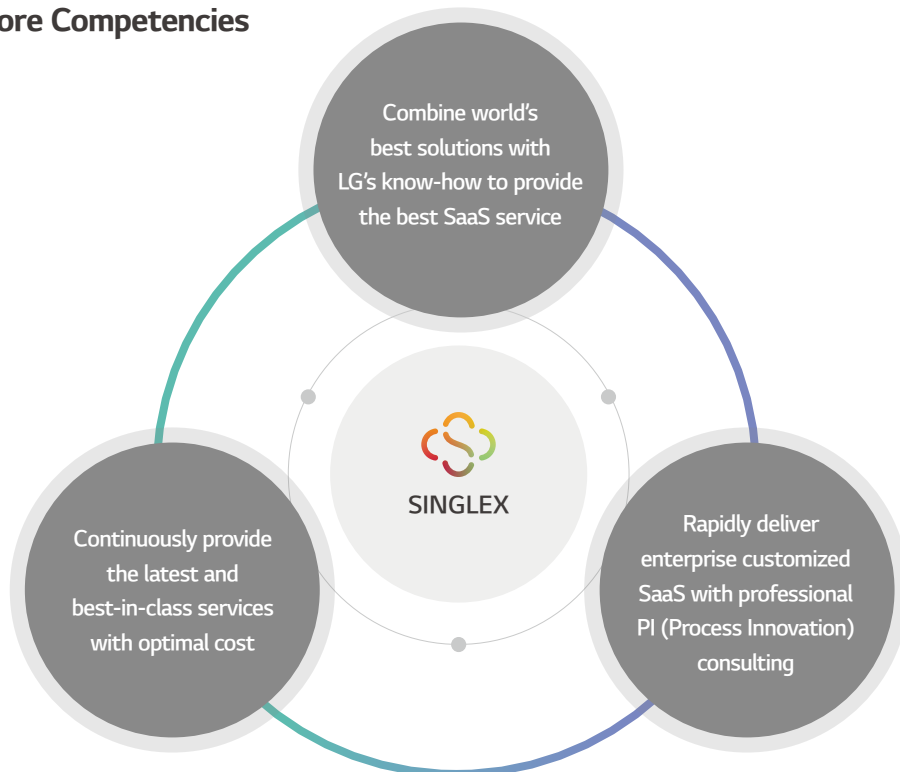 ore Competencies
Combine world's
best solutions with
LG's know-how to provide
the best SaaS service
SINGLEX
Continuously provide
the latest and
best-in-class services
with optimal cost
Rapidly deliver
enterprise customized
SaaS with professional
PI (Process Innovation)
consulting